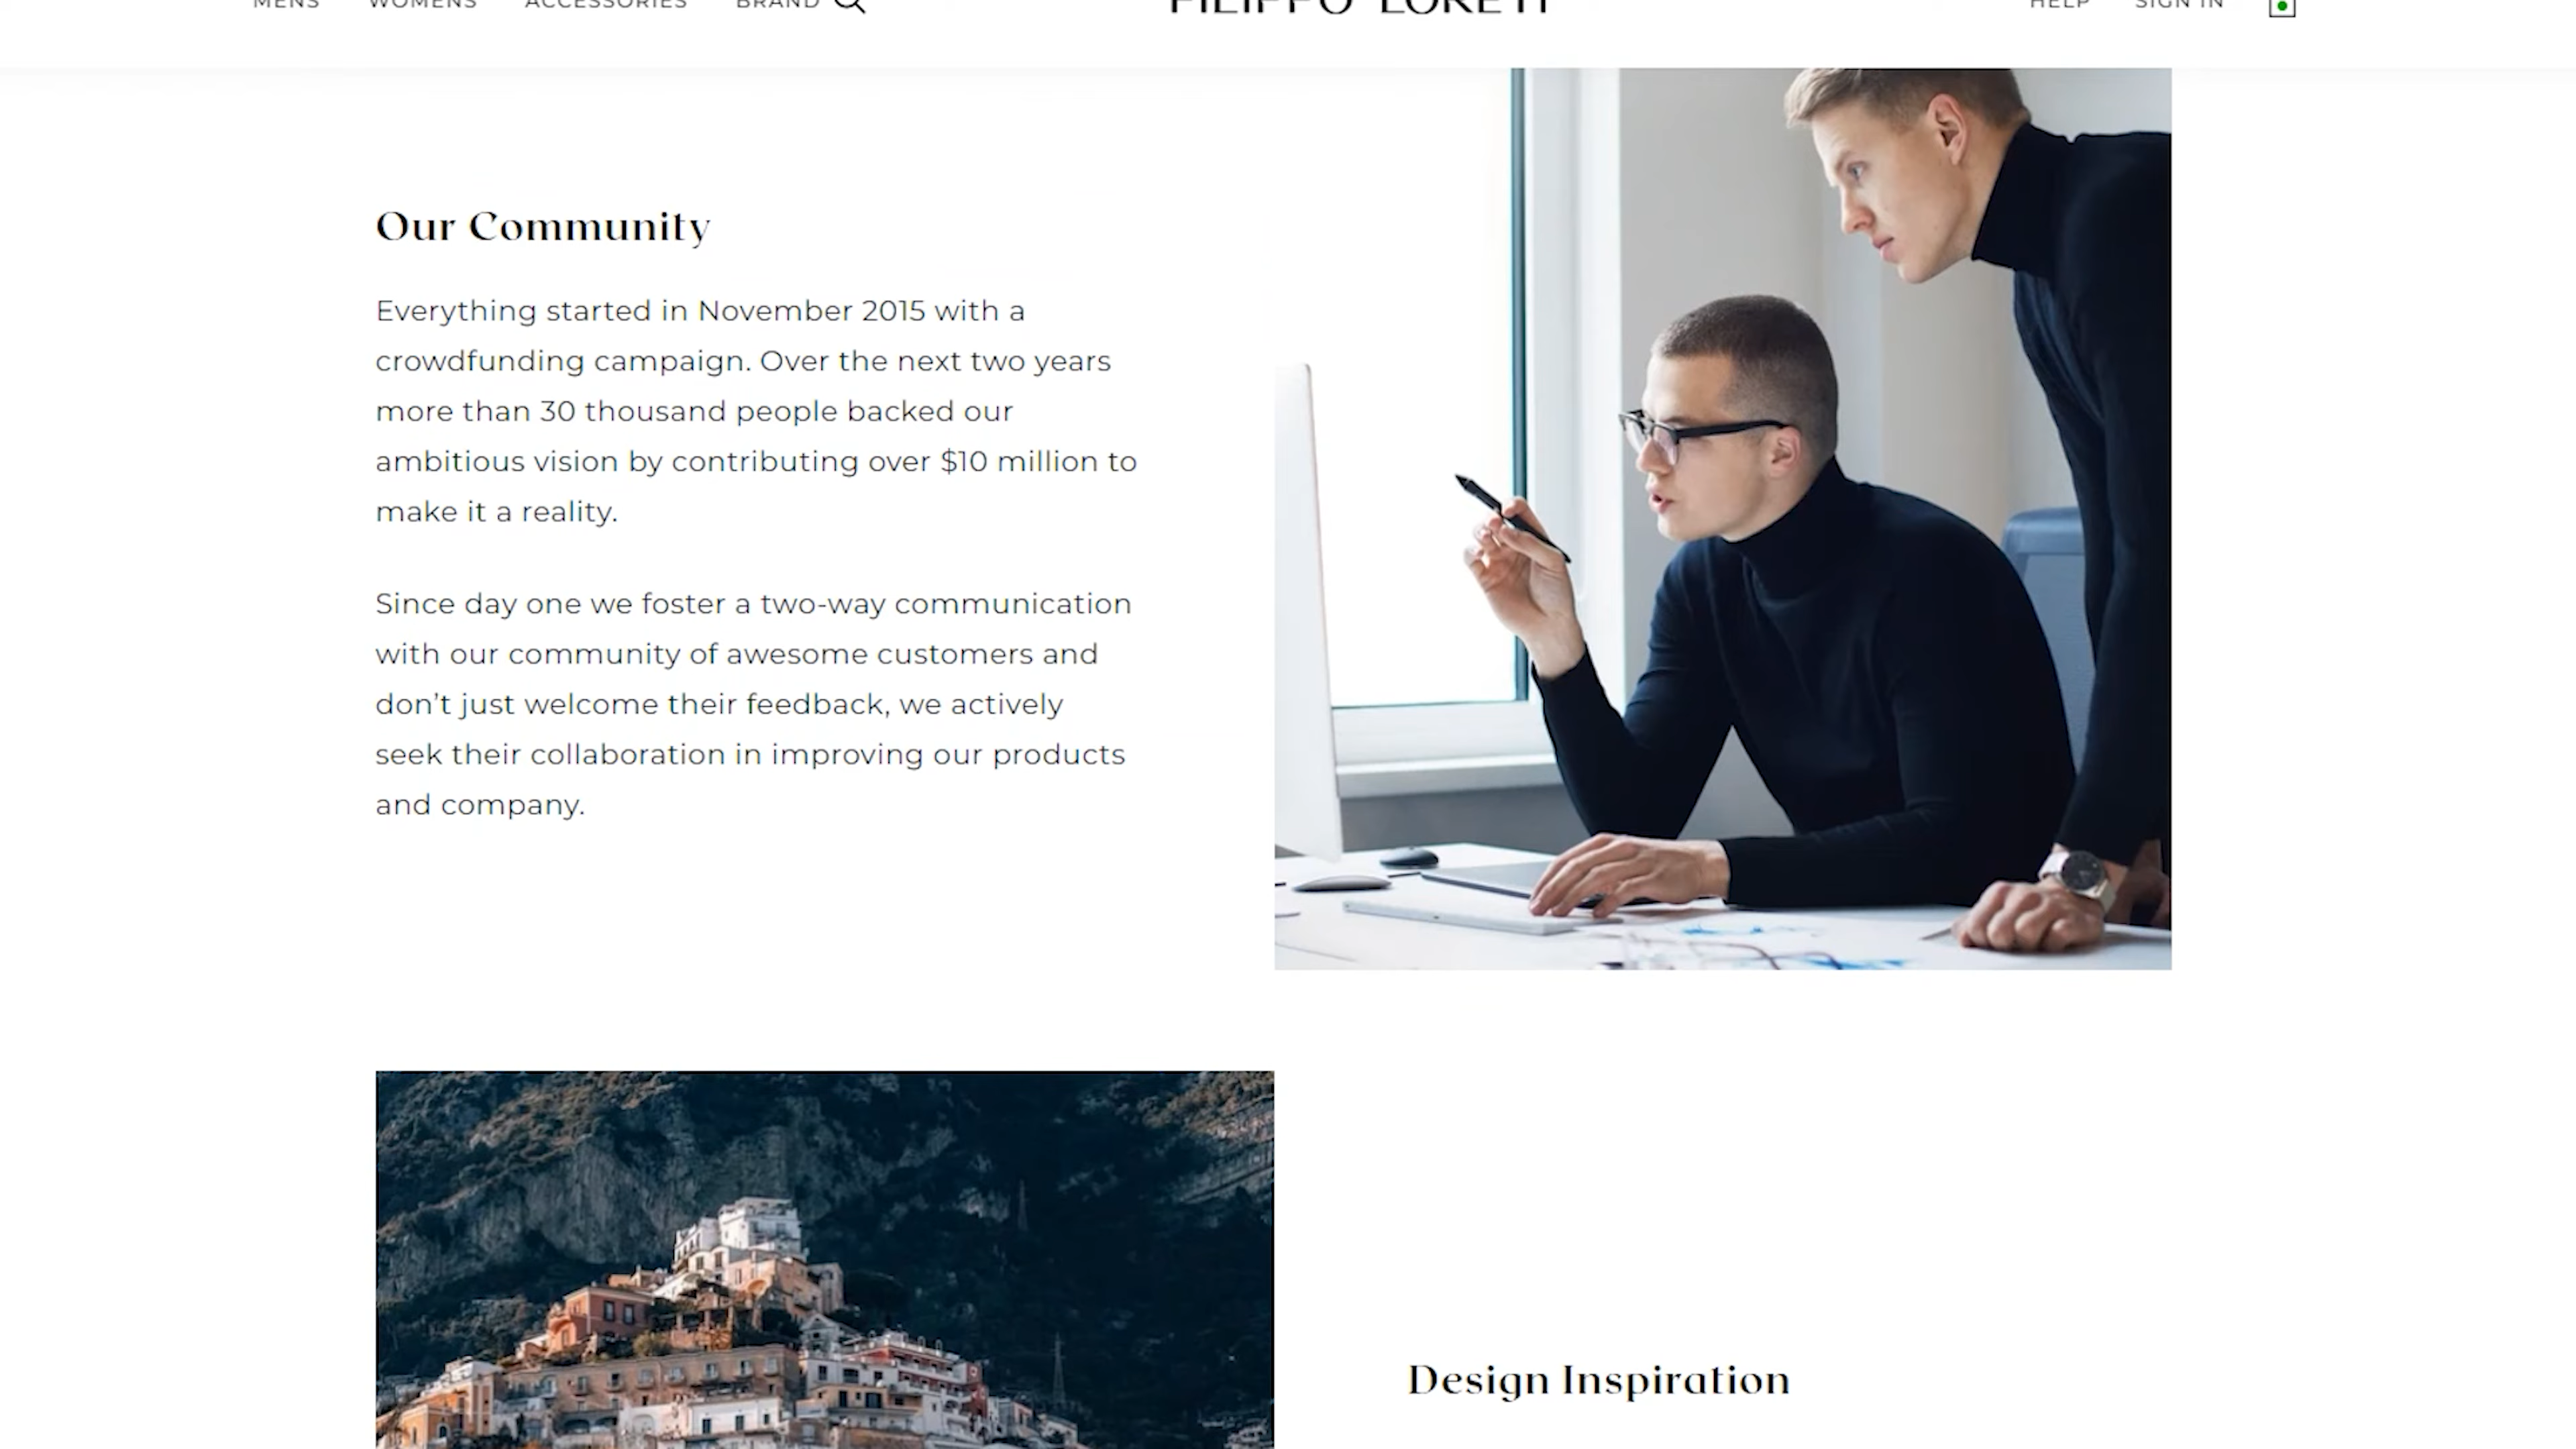 MENS WOMENS ACCESSORIES BRAND
FILIPPO LORETI
HELP SIGN IN
Our Community
Everything started in November 2015 with a
crowdfunding campaign. Over the next two years
more than 30 thousand people backed our
ambitious vision by contributing over $10 million to
make it a reality.
Since day one we foster a two-way communication
with our community of awesome customers and
don’t just welcome their feedback, we actively
seek their collaboration in improving our products
and company.
Design Inspiration